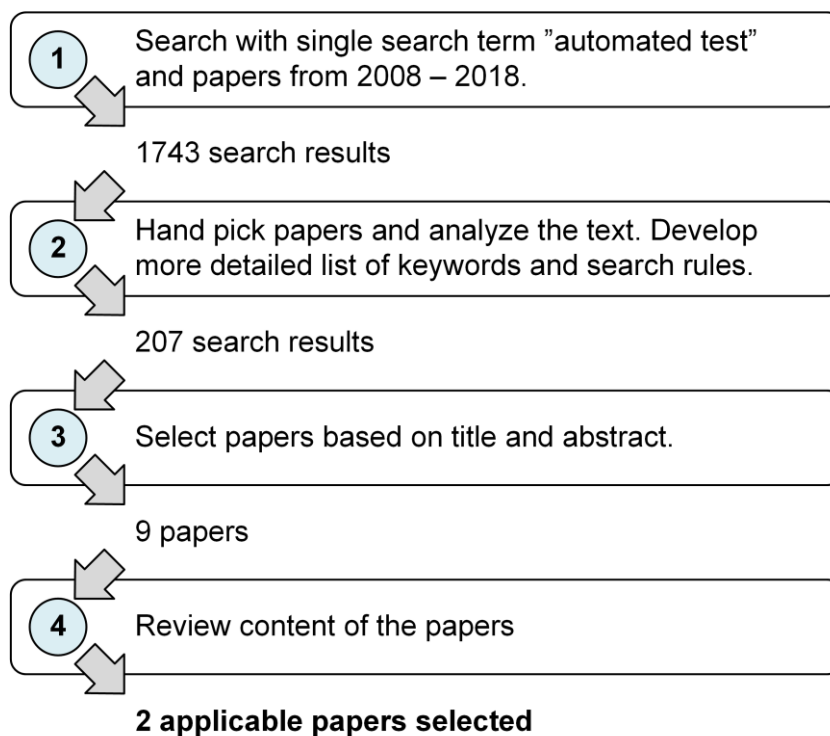 1
Search with single search term ”automated test”
and papers from 2008 – 2018.
1743 search results
2
Hand pick papers and analyze the text. Develop
more detailed list of keywords and search rules.
207 search results
3
Select papers based on title and abstract.
9 papers
4
Review content of the papers
2 applicable papers selected